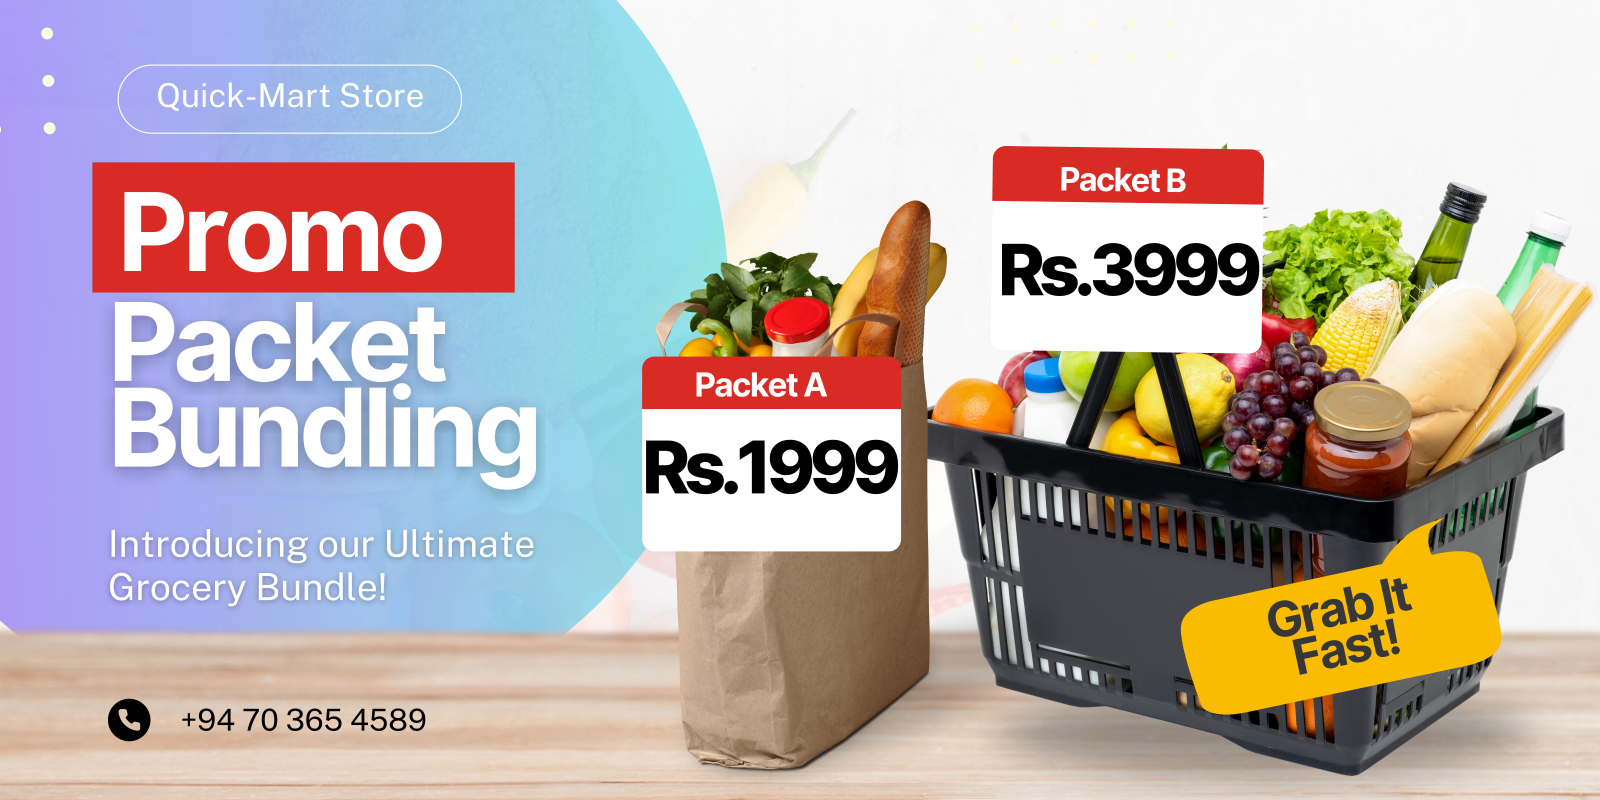 Quick-Mart Store
Promo
Packet
Bundling
Introducing our Ultimate
Grocery Bundle!
+94 70 365 4589
Packet A
Rs.1999
Packet B
Rs.3999
Grab It
Fast!